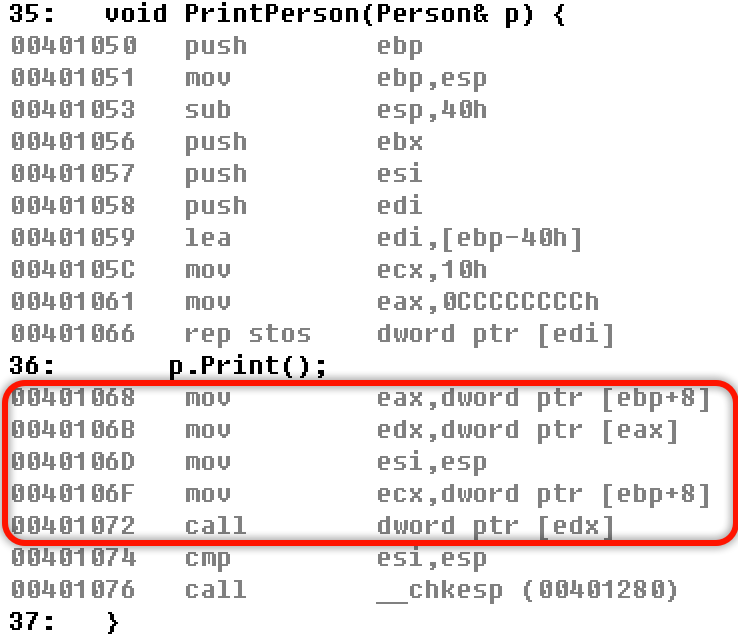 35:   void PrintPerson(Person& p) {
00401050   push        ebp
00401051   mov         ebp,esp
00401053   sub         esp,40h
00401056   push        ebx
00401057   push        esi
00401058   push        edi
00401059   lea         edi,[ebp-40h]
0040105C   mov         ecx,10h
00401061   mov         eax,0CCCCCCCCh
00401066   rep stos    dword ptr [edi]
36:       p.Print();
00401068   mov         eax,dword ptr [ebp+8]
0040106B   mov         edx,dword ptr [eax]
0040106D   mov         esi,esp
0040106F   mov         ecx,dword ptr [ebp+8]
00401072   call        dword ptr [edx]
00401074   cmp         esi,esp
00401076   call        __chkesp (00401280)
37:   }